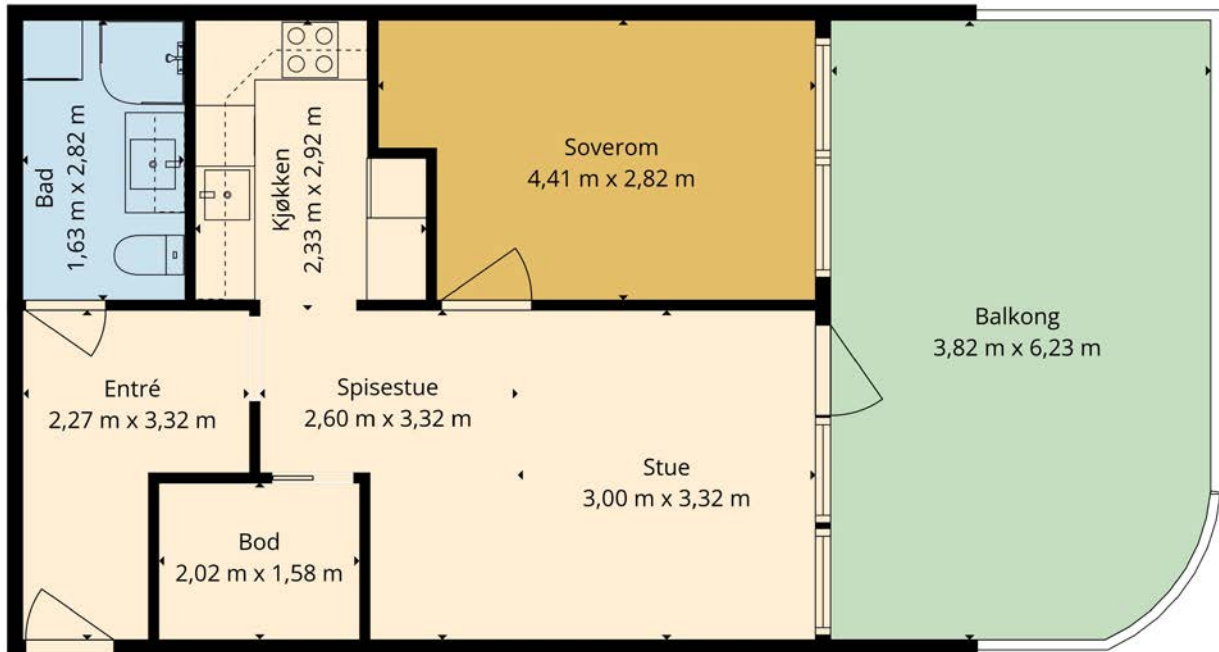 Bad
1,63 m x 2,82 m
Kjøkken
2,33 m x 2,92 m
Soverom
4,41 m x 2,82 m
Balkong
3,82 m x 6,23 m
Entré
2,27 m x 3,32 m
Spisestue
2,60 m x 3,32 m
Stue
3,00 m x 3,32 m
Bod
2,02 m x 1,58 m